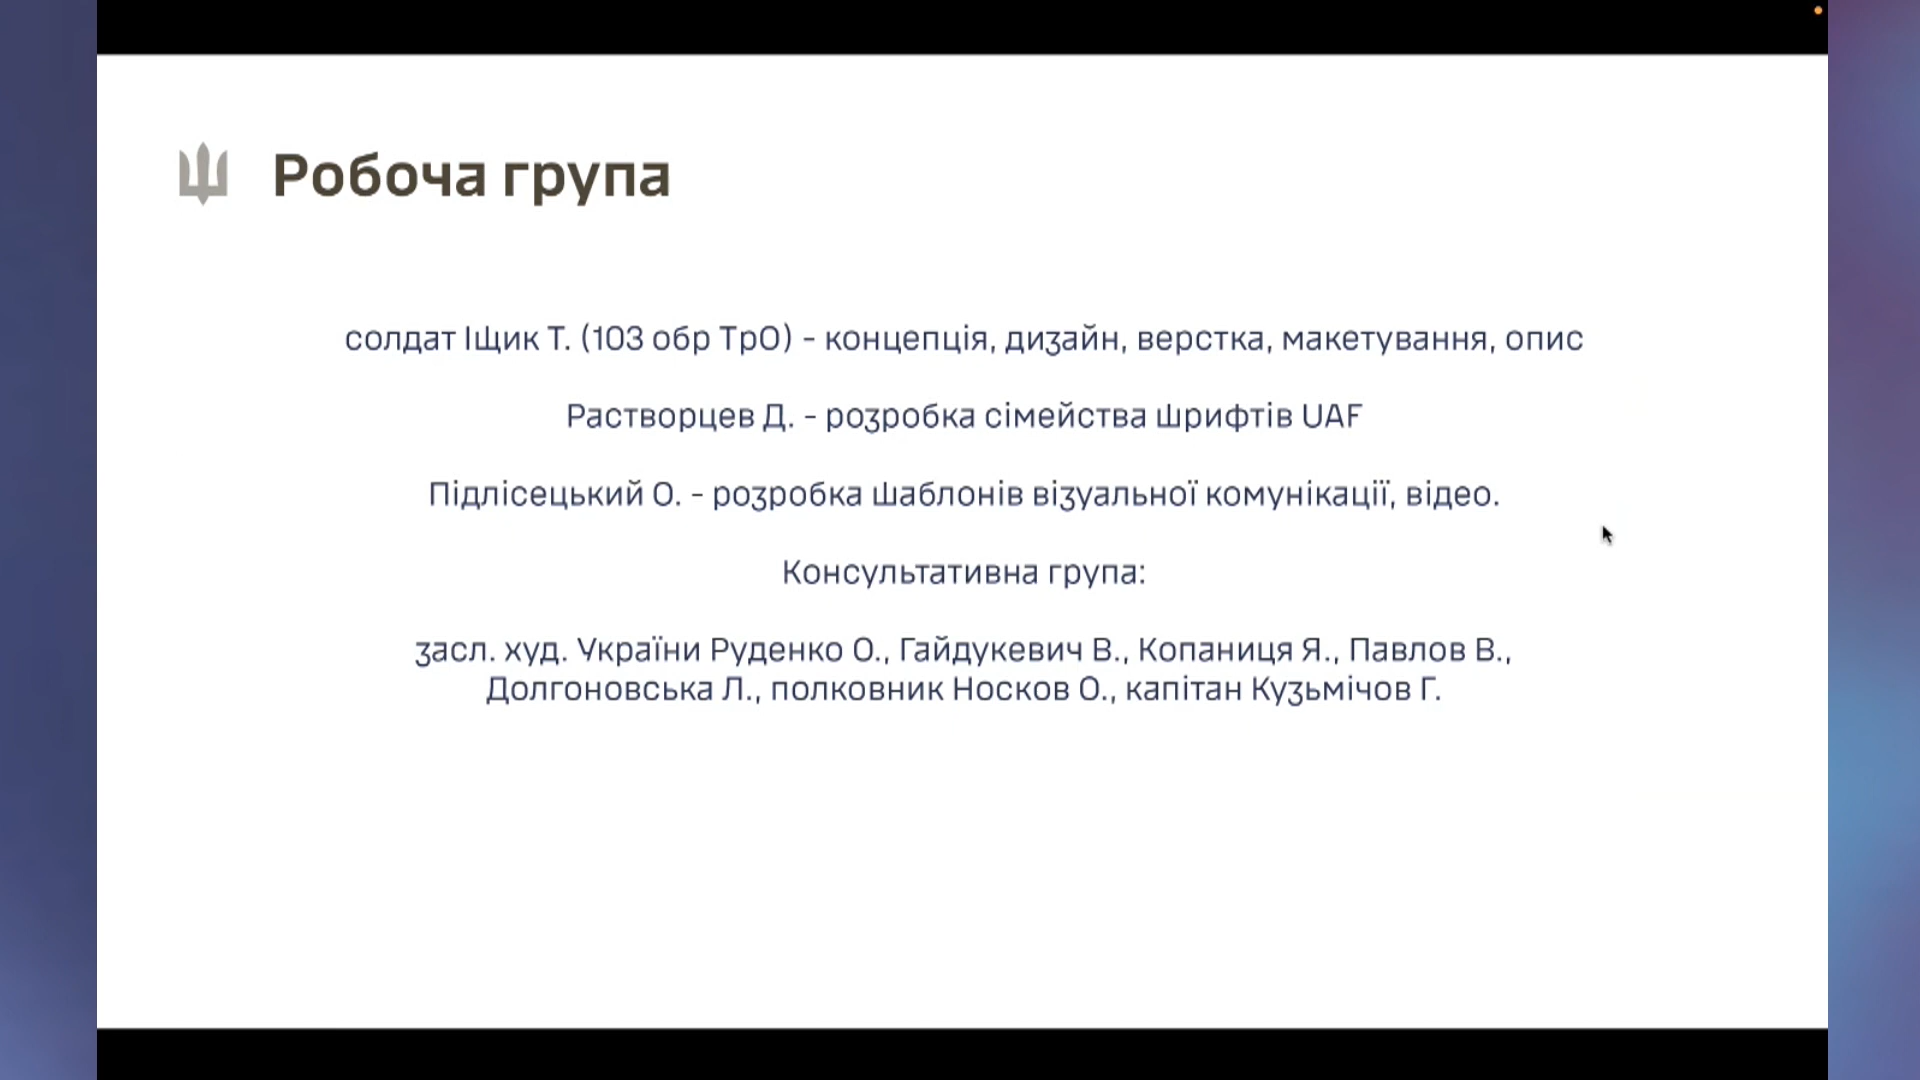 Робоча група
солдат Іщик Т. (103 обр ТрО) - концепція, дизайн, верстка, макетування, опис
Растворцев Д. - розробка сімейства шрифтів UAF
Підлісецький О. - розробка шаблонів візуальної комунікації, відео.
Консультативна група:
засл. худ. України Руденко О., Гайдукевич В., Копаниця Я., Павлов В.,
Долгоновська Л., полковник Носков О., капітан Кузьмічов Г.